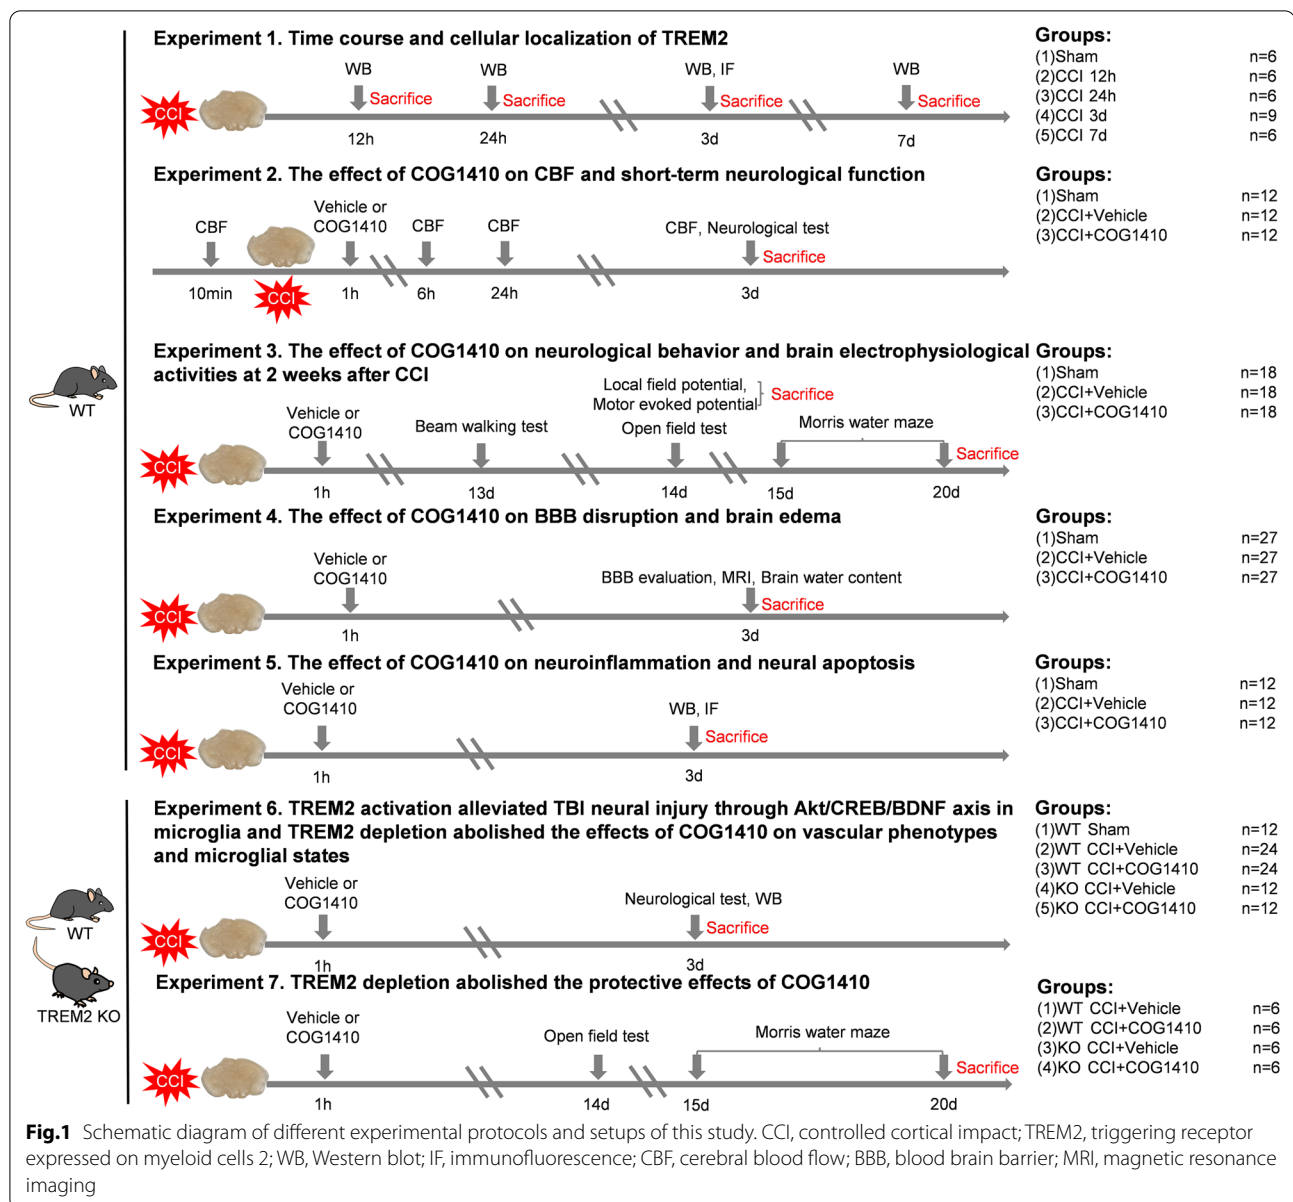 Experiment 1. Time course and cellular localization of TREM2
WB
WB
WB, IF
WB
CCI
Sacrifice
Sacrifice
Sacrifice
Sacrifice
12h
24h
3d
7d
Groups:
(1)Sham n=6
(2)CCI 12h n=6
(3)CCI 24h n=6
(4)CCI 3d n=9
(5)CCI 7d n=6
Experiment 2. The effect of COG1410 on CBF and short-term neurological function
CBF
Vehicle or
COG1410
CBF
CBF
CBF, Neurological test
Sacrifice
10min
CCI
1h
6h
24h
3d
Groups:
(1)Sham n=12
(2)CCI+Vehicle n=12
(3)CCI+COG1410 n=12
WT
Experiment 3. The effect of COG1410 on neurological behavior and brain electrophysiological
activities at 2 weeks after CCI
Local field potential,
Motor evoked potential
Sacrifice
Vehicle or
COG1410
Beam walking test
Open field test
Morris water maze
CCI
Sacrifice
1h
13d
14d
15d
20d
Groups:
(1)Sham n=18
(2)CCI+Vehicle n=18
(3)CCI+COG1410 n=18
Experiment 4. The effect of COG1410 on BBB disruption and brain edema
Vehicle or
COG1410
BBB evaluation, MRI, Brain water content
CCI
Sacrifice
1h
3d
Groups:
(1)Sham n=27
(2)CCI+Vehicle n=27
(3)CCI+COG1410 n=27
Experiment 5. The effect of COG1410 on neuroinflammation and neural apoptosis
Vehicle or
COG1410
WB, IF
CCI
Sacrifice
1h
3d
Groups:
(1)Sham n=12
(2)CCI+Vehicle n=12
(3)CCI+COG1410 n=12
Experiment 6. TREM2 activation alleviated TBI neural injury through Akt/CREB/BDNF axis in
microglia and TREM2 depletion abolished the effects of COG1410 on vascular phenotypes
and microglial states
Vehicle or
COG1410
Neurological test, WB
CCI
Sacrifice
1h
3d
Groups:
(1)WT Sham n=12
(2)WT CCI+Vehicle n=24
(3)WT CCI+COG1410 n=24
(4)KO CCI+Vehicle n=12
(5)KO CCI+COG1410 n=12
WT
TREM2 KO
Experiment 7. TREM2 depletion abolished the protective effects of COG1410
Vehicle or
COG1410
Open field test
Morris water maze
CCI
Sacrifice
1h
14d
15d
20d
Groups:
(1)WT CCI+Vehicle n=6
(2)WT CCI+COG1410 n=6
(3)KO CCI+Vehicle n=6
(4)KO CCI+COG1410 n=6
Fig.1 Schematic diagram of different experimental protocols and setups of this study. CCI, controlled cortical impact; TREM2, triggering receptor
expressed on myeloid cells 2; WB, Western blot; IF, immunofluorescence; CBF, cerebral blood flow; BBB, blood brain barrier; MRI, magnetic resonance
imaging